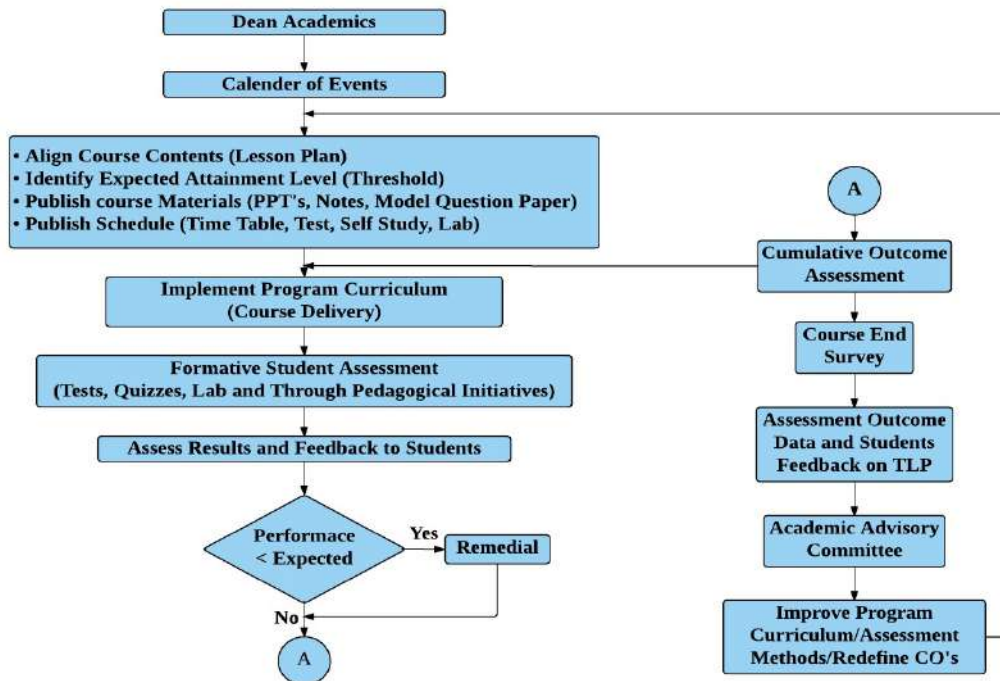 Dean Academics
Calender of Events
• Align Course Contents (Lesson Plan)
• Identify Expected Attainment Level (Threshold)
• Publish course Materials (PPT's, Notes, Model Question Paper)
• Publish Schedule (Time Table, Test, Self Study, Lab)
Implement Program Curriculum
(Course Delivery)
Formative Student Assessment
(Tests, Quizzes, Lab and Through Pedagogical Initiatives)
Assess Results and Feedback to Students
Performace
< Expected
Yes
Remedial
No
A
A
Cumulative Outcome
Assessment
Course End
Survey
Assessment Outcome
Data and Students
Feedback on TLP
Academic Advisory
Committee
Improve Program
Curriculum/Assessment
Methods/Redefine CO's